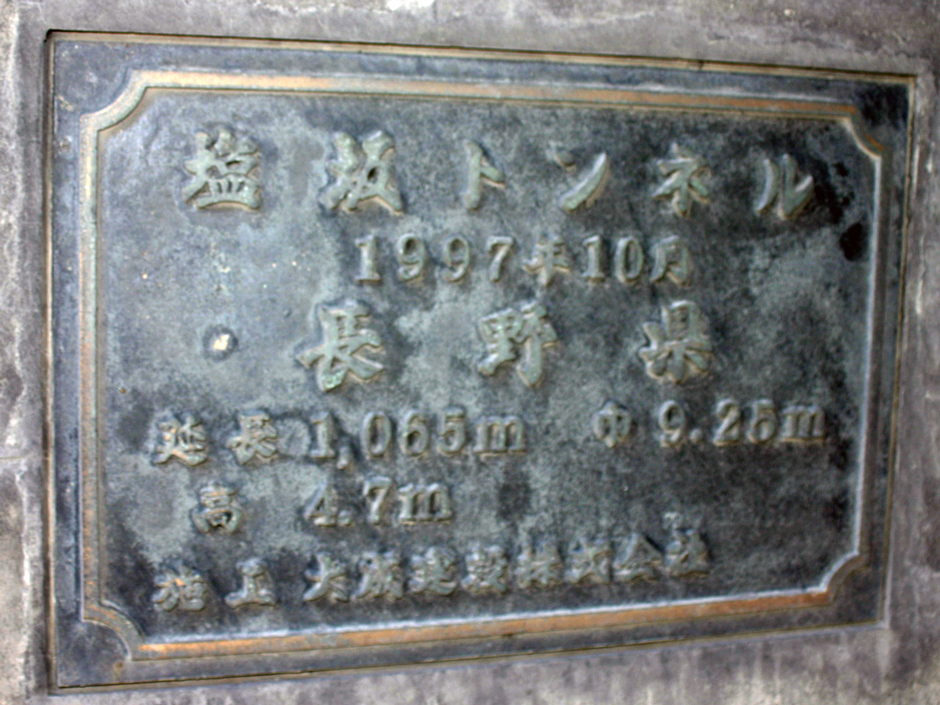 塩坂トンネル
1997年10月
長野県
延長 1,065m 巾 9.25m
高 4.7m
施工 大成建設株式会社